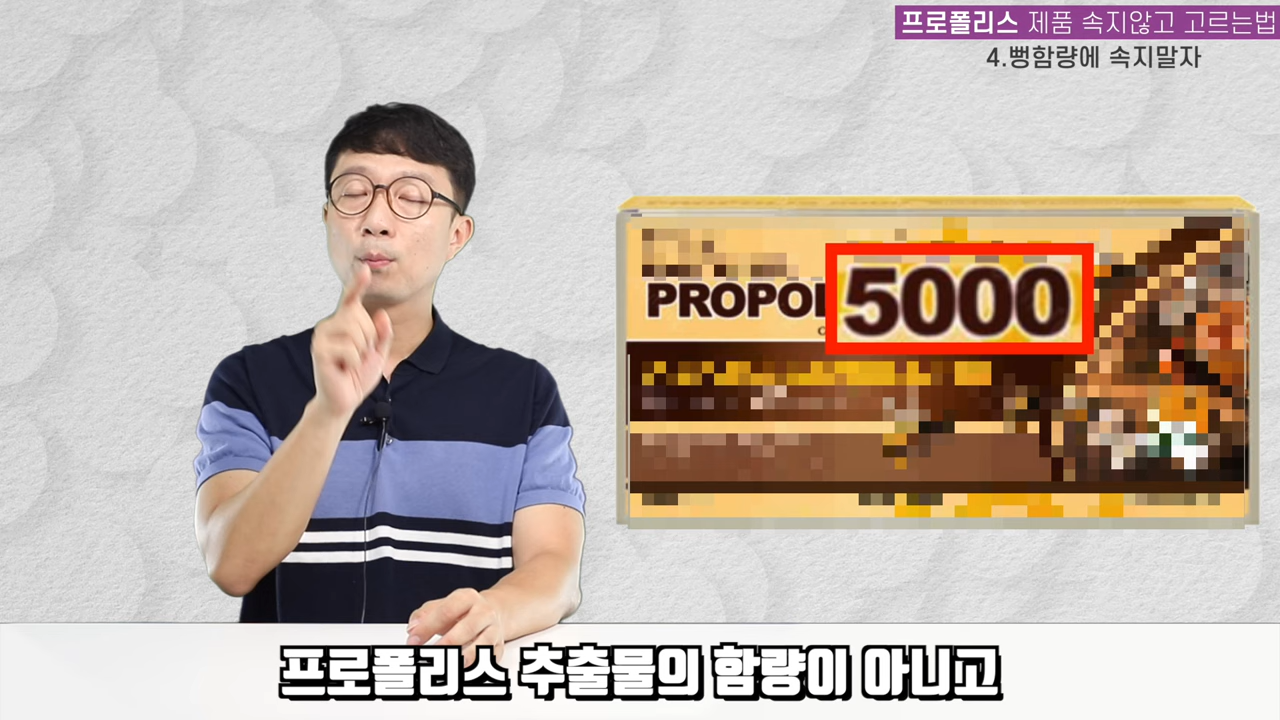 프로폴리스 제품 속지않고 고르는법
4.뻥함량에 속지말자
PROPOL
5000
프로폴리스 추출물의 함량이 아니고